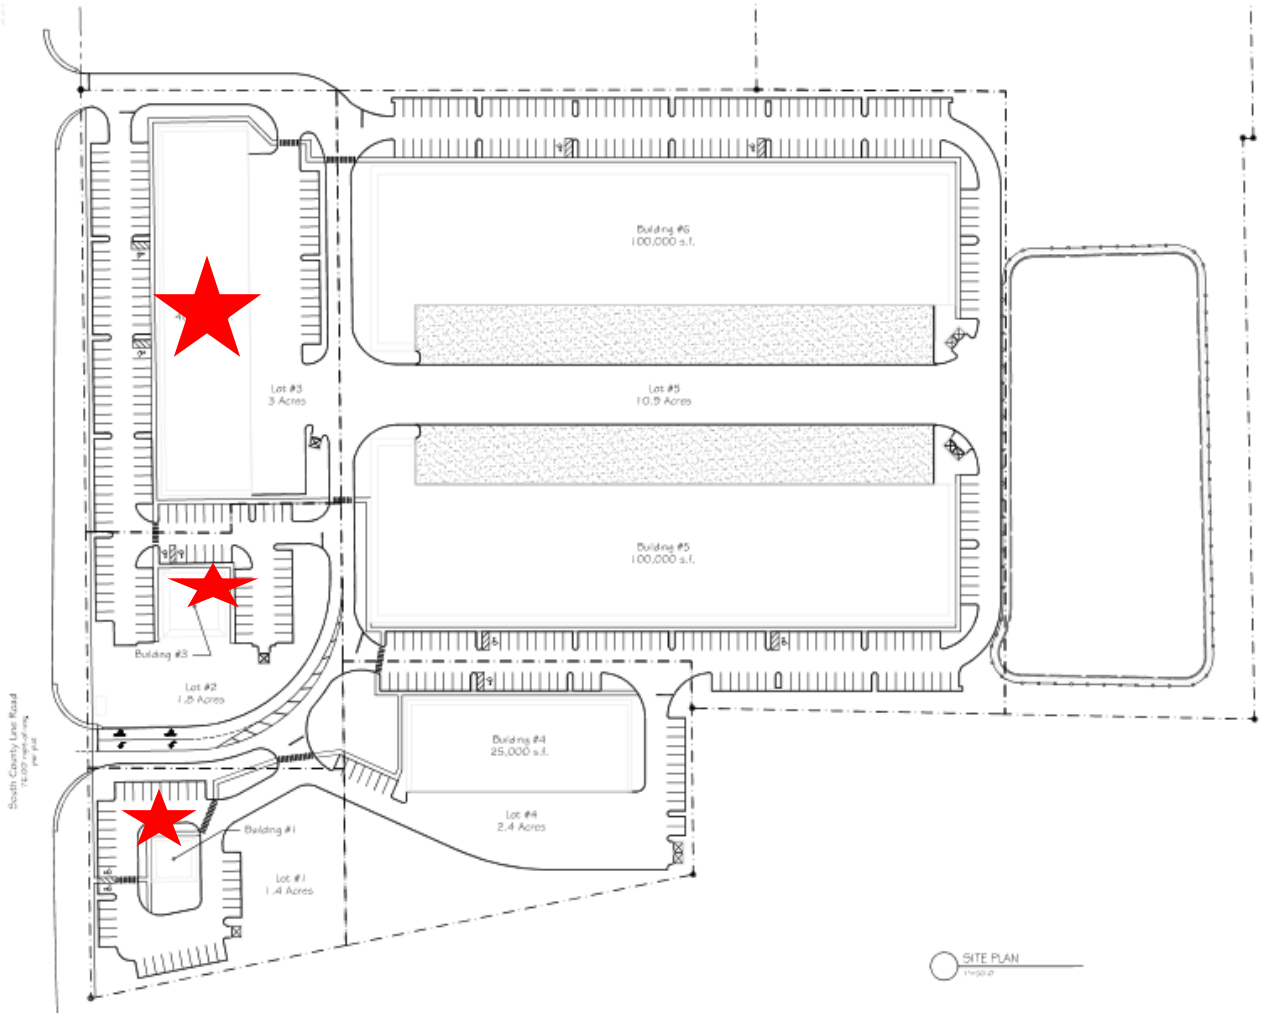 Building #6
100,000 s.f.
Lot #3
3 Acres
Lot #5
10.9 Acres
Building #5
100,000 s.f.
Building #3
Lot #2
1.8 Acres
South County Line Road
Building #4
25,000 s.f.
Lot #4
2.4 Acres
Building #1
Lot #1
1.4 Acres
SITE PLAN